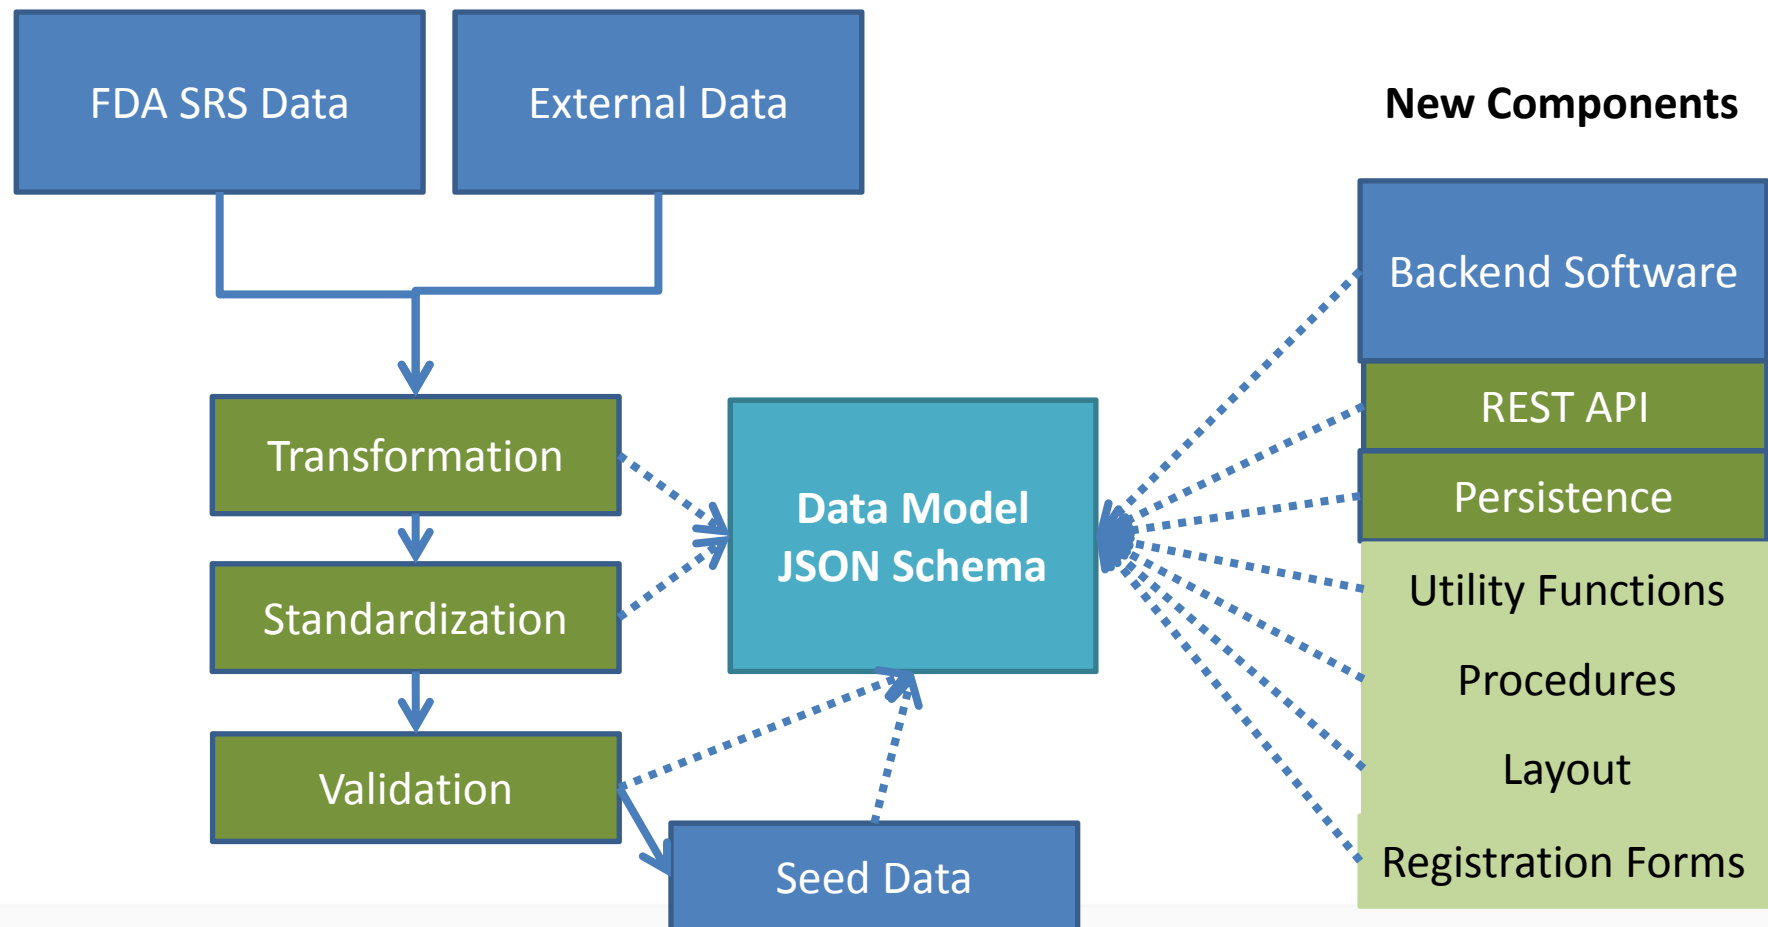 FDA SRS Data
External Data
New Components
Backend Software
REST API
Transformation
Data Model
JSON Schema
Persistence
Utility Functions
Standardization
Procedures
Layout
Validation
Registration Forms
Seed Data